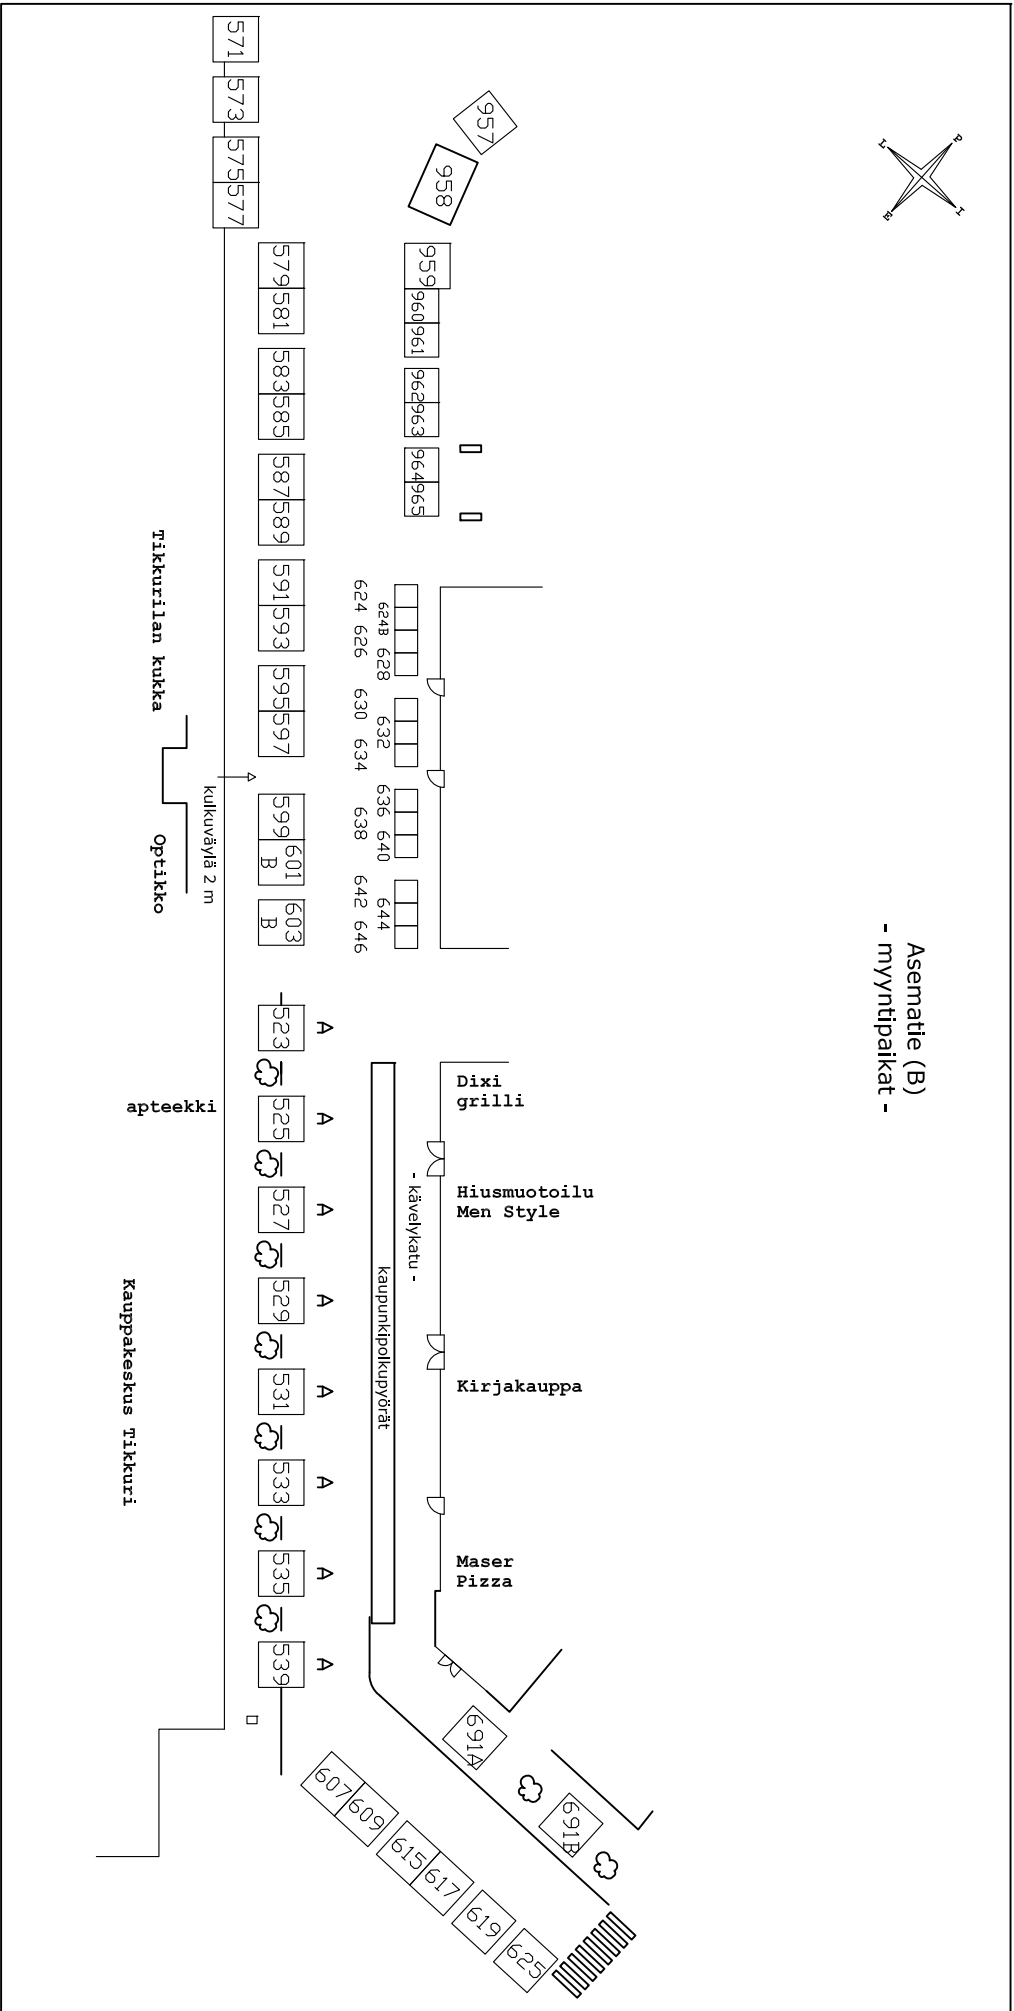 Asematie (B)
- myyntipaikat -
P
I
E
L
957
958
959
960
961
962
963
964
965
571
573
575
577
579
581
583
585
587
589
591
593
595
597
599
601
B
603
B
624
624B
626
628
630
632
634
636
638
640
642
644
646
Tikkurilan kukka
Optikko
kulkuväylä 2 m
523
A
525
A
527
A
529
A
531
A
533
A
535
A
539
A
apteekki
Kauppakeskus Tikkuri
kaupunkipolkupyörät
- kävelykatu -
Dixi
grilli
Hiusmuotoilu
Men Style
Kirjakauppa
Maser
Pizza
691A
691B
607
609
615
617
619
625